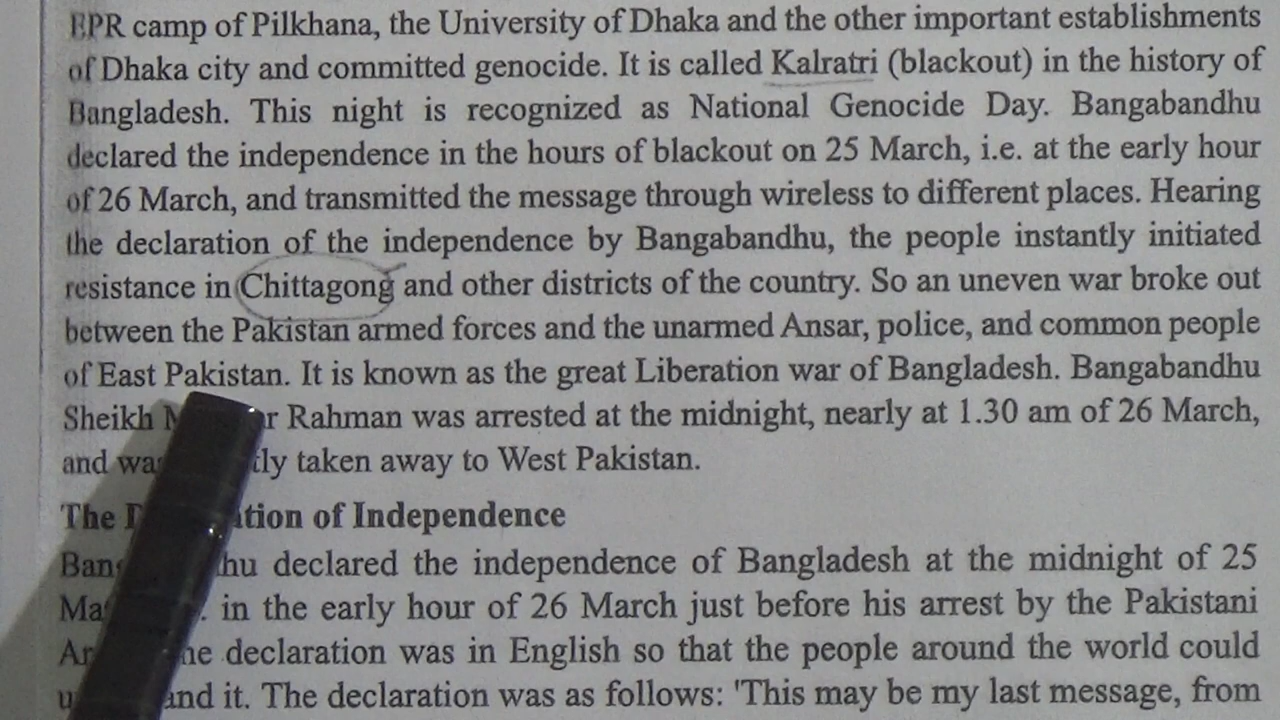 EPR camp of Pilkhana, the University of Dhaka and the other important establishments
of Dhaka city and committed genocide. It is called Kalratri (blackout) in the history of
Bangladesh. This night is recognized as National Genocide Day. Bangabandhu
declared the independence in the hours of blackout on 25 March, i.e. at the early hour
of 26 March, and transmitted the message through wireless to different places. Hearing
the declaration of the independence by Bangabandhu, the people instantly initiated
resistance in Chittagong and other districts of the country. So an uneven war broke out
between the Pakistan armed forces and the unarmed Ansar, police, and common people
of East Pakistan. It is known as the great Liberation war of Bangladesh. Bangabandhu
Sheikh Rahman was arrested at the midnight, nearly at 1.30 am of 26 March,
and taken away to West Pakistan.
The of Independence
declared the independence of Bangladesh at the midnight of 25
in the early hour of 26 March just before his arrest by the Pakistani
declaration was in English so that the people around the world could
it. The declaration was as follows: 'This may be my last message, from